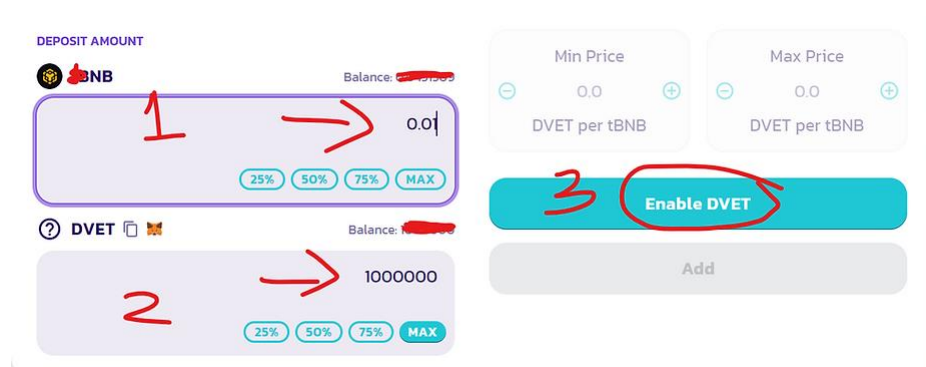 DEPOSIT AMOUNT
BNB
Balance:
1
0.01
25% 50% 75% MAX
DVET
Balance:
2
1000000
25% 50% 75% MAX
Min Price
0.0
DVET per tBNB
Max Price
0.0
DVET per tBNB
3
Enable DVET
Add